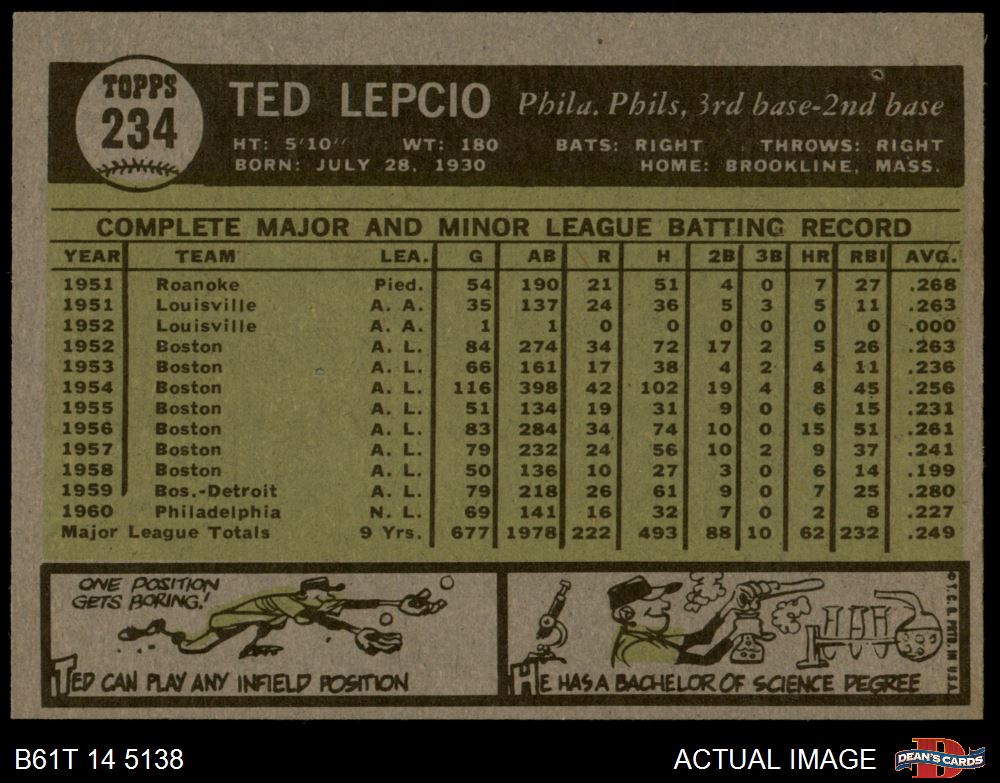 TOPPS
234
TED LEPCIO Phila. Phils, 3rd base-2nd base
HT: 5'10'' WT: 180 BATS: RIGHT THROWS: RIGHT
BORN: JULY 28, 1930 HOME: BROOKLINE, MASS.
COMPLETE MAJOR AND MINOR LEAGUE BATTING RECORD
YEAR TEAM LEA. G AB R H 2B 3B HR RBI AVG.
1951 Roanoke Pied. 54 190 21 51 4 0 7 27 .268
1951 Louisville A. A. 35 137 24 36 5 3 5 11 .263
1952 Louisville A. A. 1 1 0 0 0 0 0 0 .000
1952 Boston A. L. 84 274 34 72 17 2 5 26 .263
1953 Boston A. L. 66 161 17 38 4 2 4 11 .236
1954 Boston A. L. 116 398 42 102 19 4 8 45 .256
1955 Boston A. L. 51 134 19 31 9 0 6 15 .231
1956 Boston A. L. 83 284 34 74 10 0 15 51 .261
1957 Boston A. L. 79 232 24 56 10 2 9 37 .241
1958 Boston A. L. 50 136 10 27 3 0 6 14 .199
1959 Bos.-Detroit A. L. 79 218 26 61 9 0 7 25 .280
1960 Philadelphia N. L. 69 141 16 32 7 0 2 8 .227
Major League Totals 9 Yrs. 677 1978 222 493 88 10 62 232 .249
ONE POSITION
GETS BORING!
TED CAN PLAY ANY INFIELD POSITION
HE HAS A BACHELOR OF SCIENCE DEGREE
© T.C.G. PRTD. IN U.S.A.
B61T 14 5138 ACTUAL IMAGE
DEAN'S CARDS